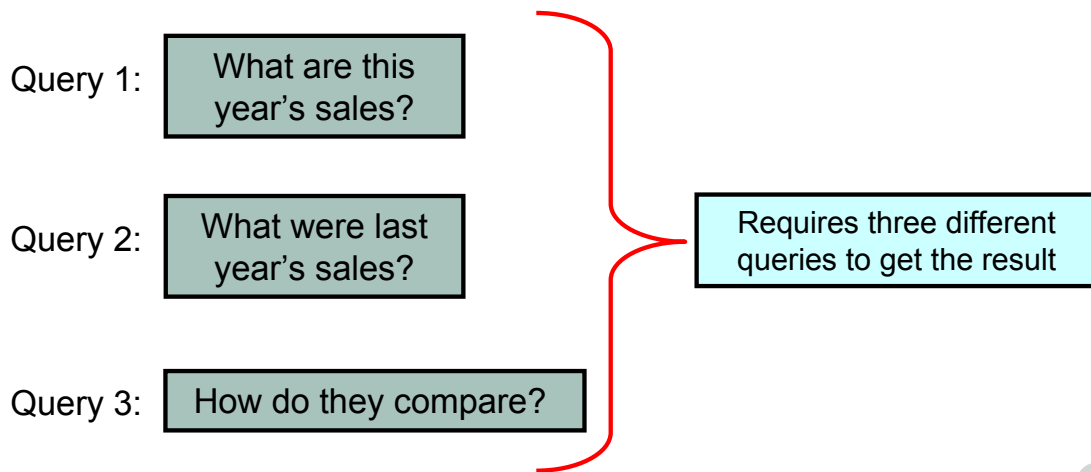 Query 1:
What are this
year’s sales?
Query 2:
What were last
year’s sales?
Requires three different
queries to get the result
Query 3:
How do they compare?